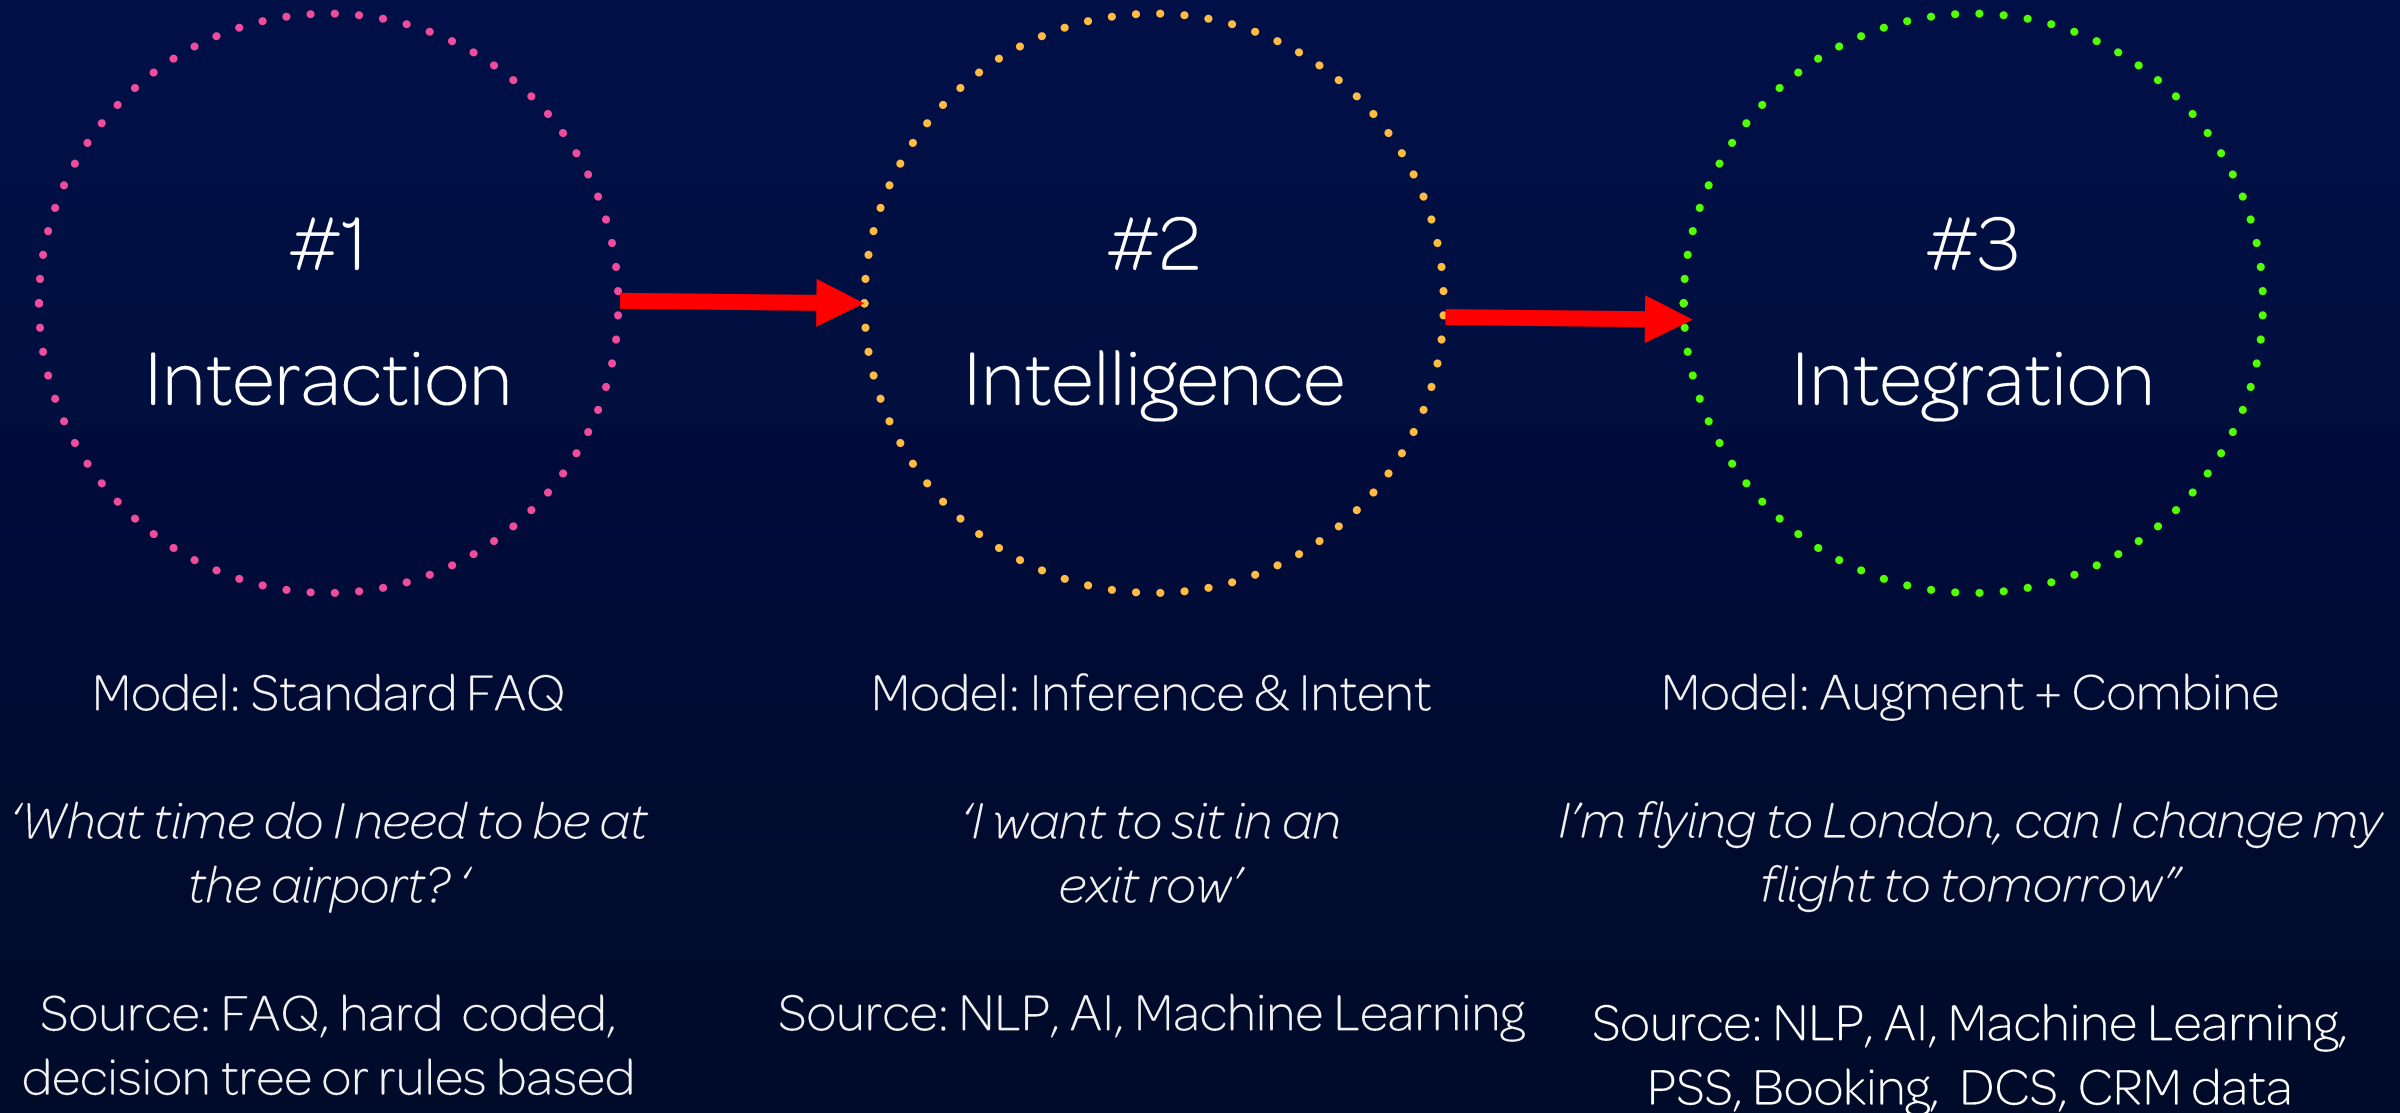 #1
Interaction
#2
Intelligence
#3
Integration
Model: Standard FAQ
‘What time do I need to be at
the airport? ‘
Source: FAQ, hard coded,
decision tree or rules based
Model: Inference & Intent
‘I want to sit in an
exit row’
Source: NLP, AI, Machine Learning
Model: Augment + Combine
I’m flying to London, can I change my
flight to tomorrow”
Source: NLP, AI, Machine Learning,
PSS, Booking, DCS, CRM data